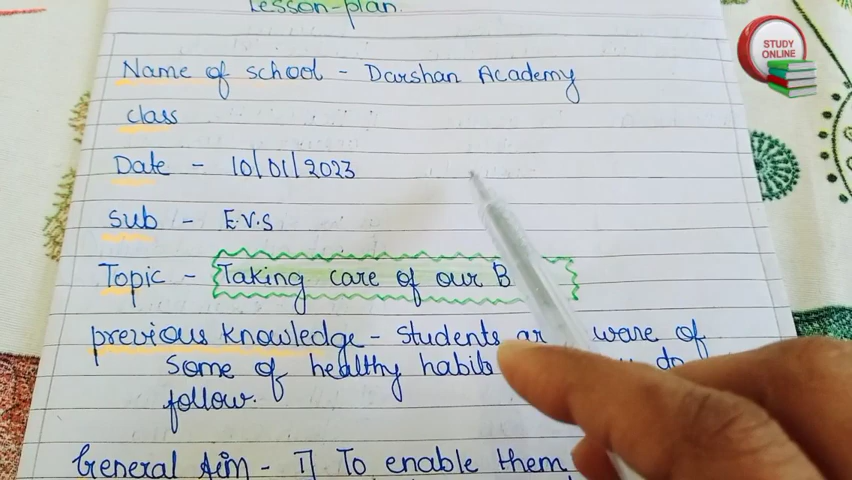 Lesson-plan
Name of school - Darshan Academy
class
Date - 10/01/2023
Sub - E.V.S
Topic - Taking care of our B
previous knowledge - Students ar ware of
some of healthy habits do
follow.
General Aim - 1) To enable them
STUDY
ONLINE